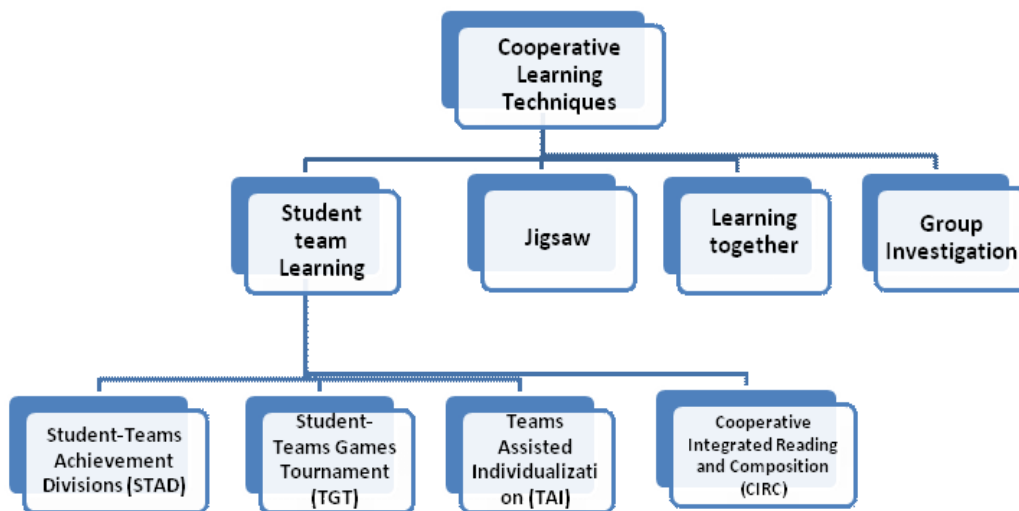 Cooperative
Learning
Techniques
Student
team
Learning
Jigsaw
Learning
together
Group
Investigation
Student-Teams
Achievement
Divisions (STAD)
Student-
Teams Games
Tournament
(TGT)
Teams
Assisted
Individualizati
on (TAI)
Cooperative
Integrated Reading
and Composition
(CIRC)